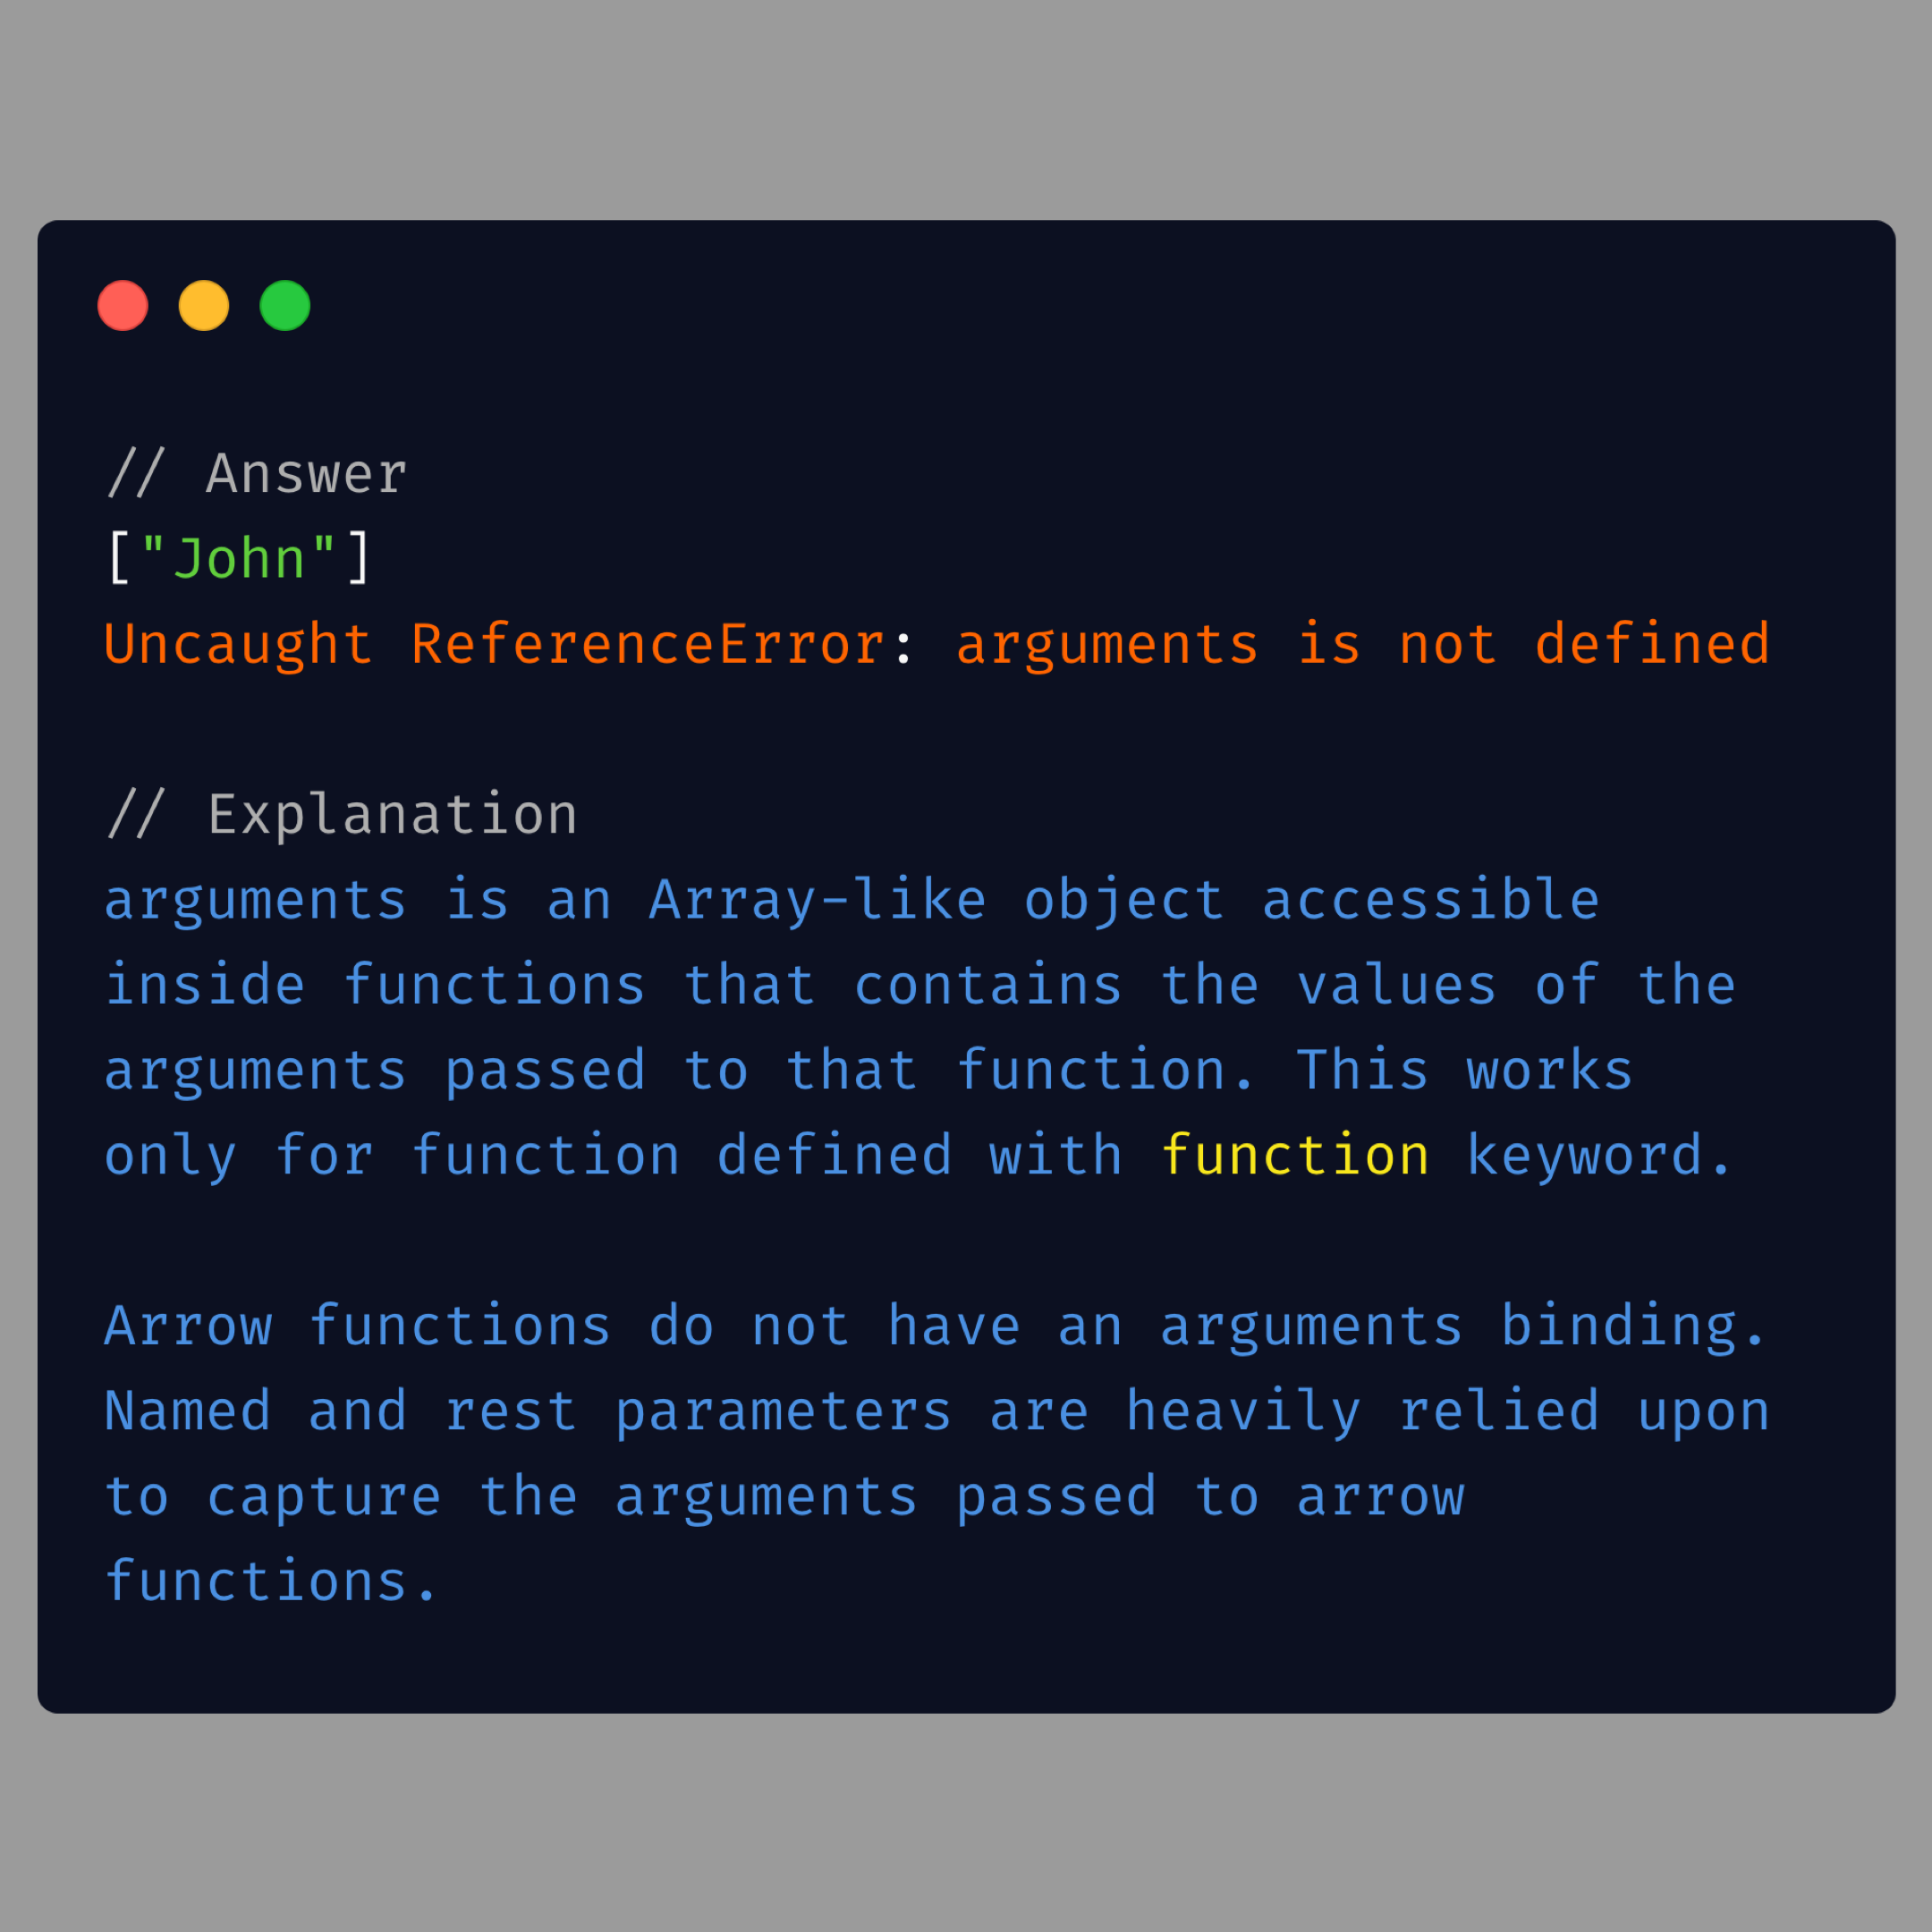 // Answer
["John"]
Uncaught ReferenceError: arguments is not defined
// Explanation
arguments is an Array-like object accessible
inside functions that contains the values of the
arguments passed to that function. This works
only for function defined with function keyword.
Arrow functions do not have an arguments binding.
Named and rest parameters are heavily relied upon
to capture the arguments passed to arrow
functions.